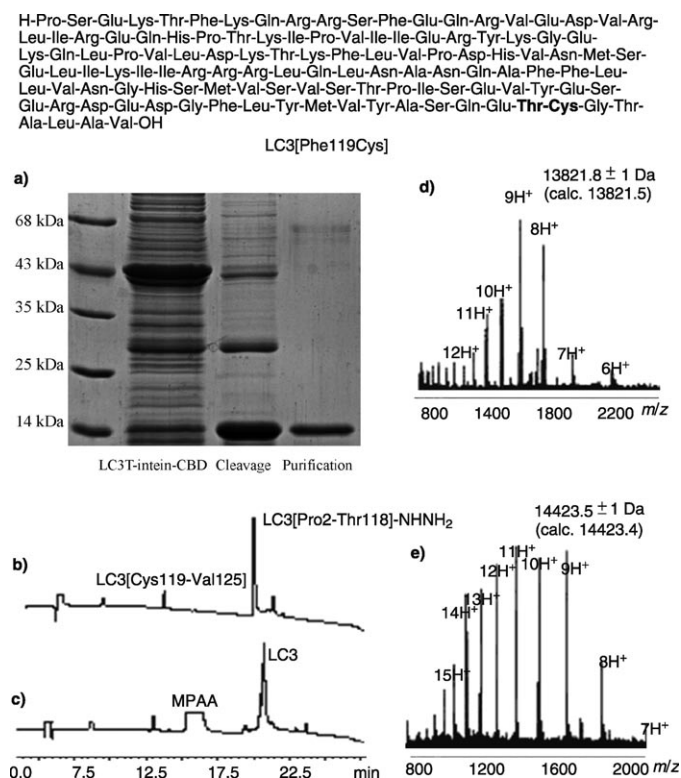 H-Pro-Ser-Glu-Lys-Thr-Phe-Lys-Gln-Arg-Arg-Ser-Phe-Glu-Gln-Arg-Val-Glu-Asp-Val-Arg-
Leu-Ile-Arg-Glu-Gln-His-Pro-Thr-Lys-Ile-Pro-Val-Ile-Ile-Glu-Arg-Tyr-Lys-Gly-Glu-
Lys-Gln-Leu-Pro-Val-Leu-Asp-Lys-Thr-Lys-Phe-Leu-Val-Pro-Asp-His-Val-Asn-Met-Ser-
Glu-Leu-Ile-Lys-Ile-Ile-Arg-Arg-Arg-Leu-Gln-Leu-Asn-Ala-Asn-Gln-Ala-Phe-Phe-Leu-
Leu-Val-Asn-Gly-His-Ser-Met-Val-Ser-Val-Ser-Thr-Pro-Ile-Ser-Glu-Val-Tyr-Glu-Ser-
Glu-Arg-Asp-Glu-Asp-Gly-Phe-Leu-Tyr-Met-Val-Tyr-Ala-Ser-Gln-Glu-Thr-Cys-Gly-Thr-
Ala-Leu-Ala-Val-OH
LC3[Phe119Cys]
a)
68 kDa
43 kDa
35 kDa
25 kDa
14 kDa
LC3T-intein-CBD Cleavage Purification
d)
13821.8 ± 1 Da
(calc. 13821.5)
9H+
8H+
10H+
11H+
12H+
7H+
6H+
800 1400 1800 2200 m/z
b)
LC3[Pro2-Thr118]-NHNH₂
LC3[Cys119-Val125]
c)
MPAA
LC3
0.0 7.5 12.5 17.5 22.5 min
e)
14423.5 ± 1 Da
(calc. 14423.4)
11H+
12H+
10H+
9H+
13H+
14H+
15H+
8H+
7H+
800 1200 1600 2000 m/z